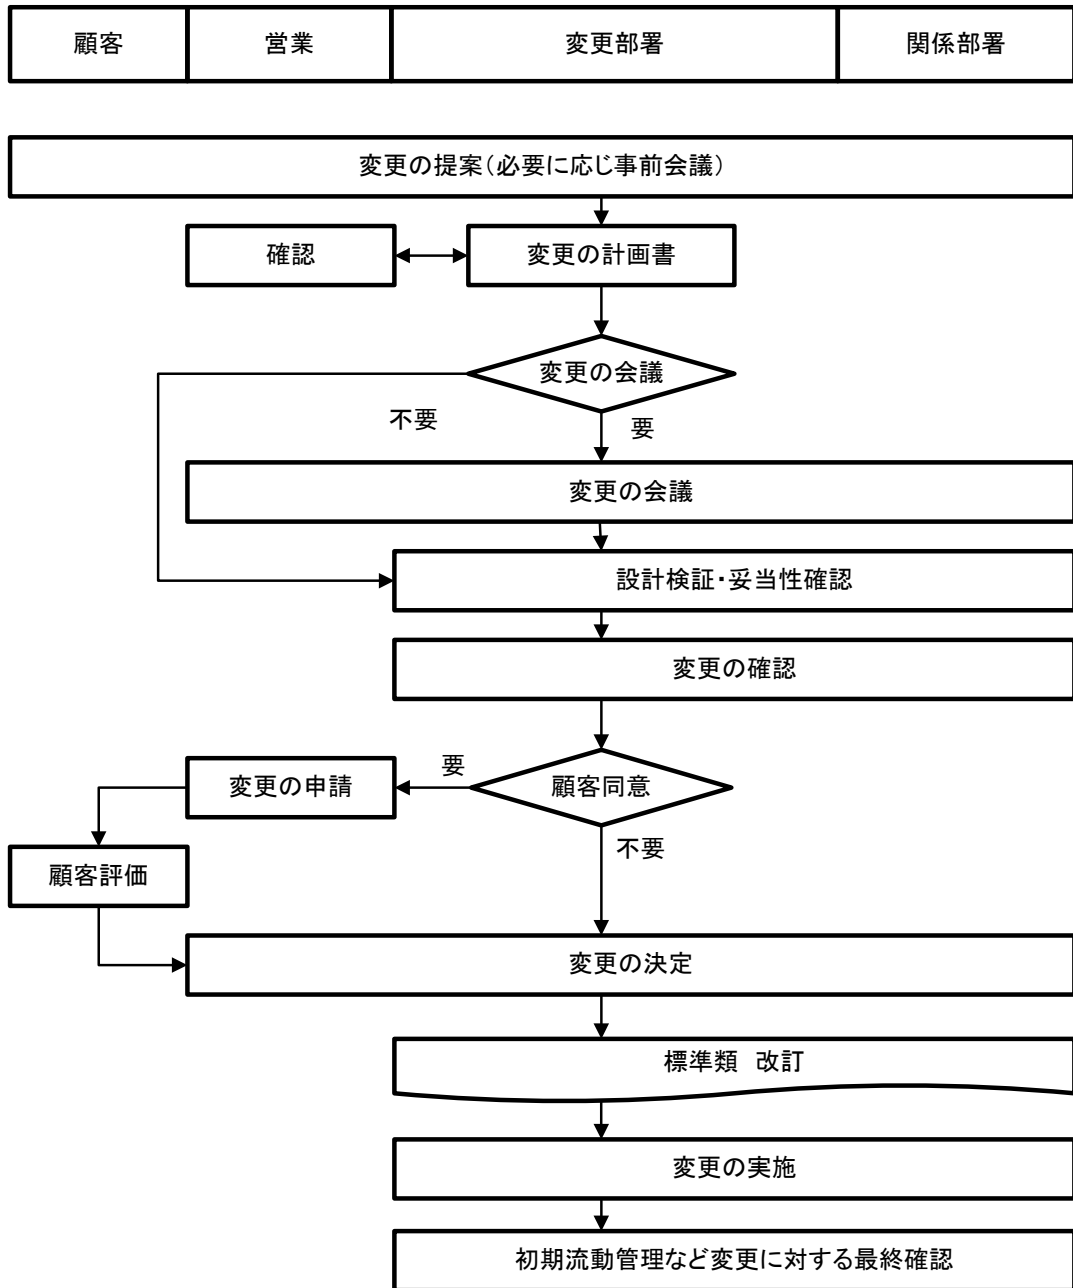 顧客
営業
変更部署
関係部署
変更の提案(必要に応じ事前会議)
確認
変更の計画書
変更の会議
不要
要
変更の会議
設計検証・妥当性確認
変更の確認
変更の申請
要
顧客同意
不要
顧客評価
変更の決定
標準類 改訂
変更の実施
初期流動管理など変更に対する最終確認